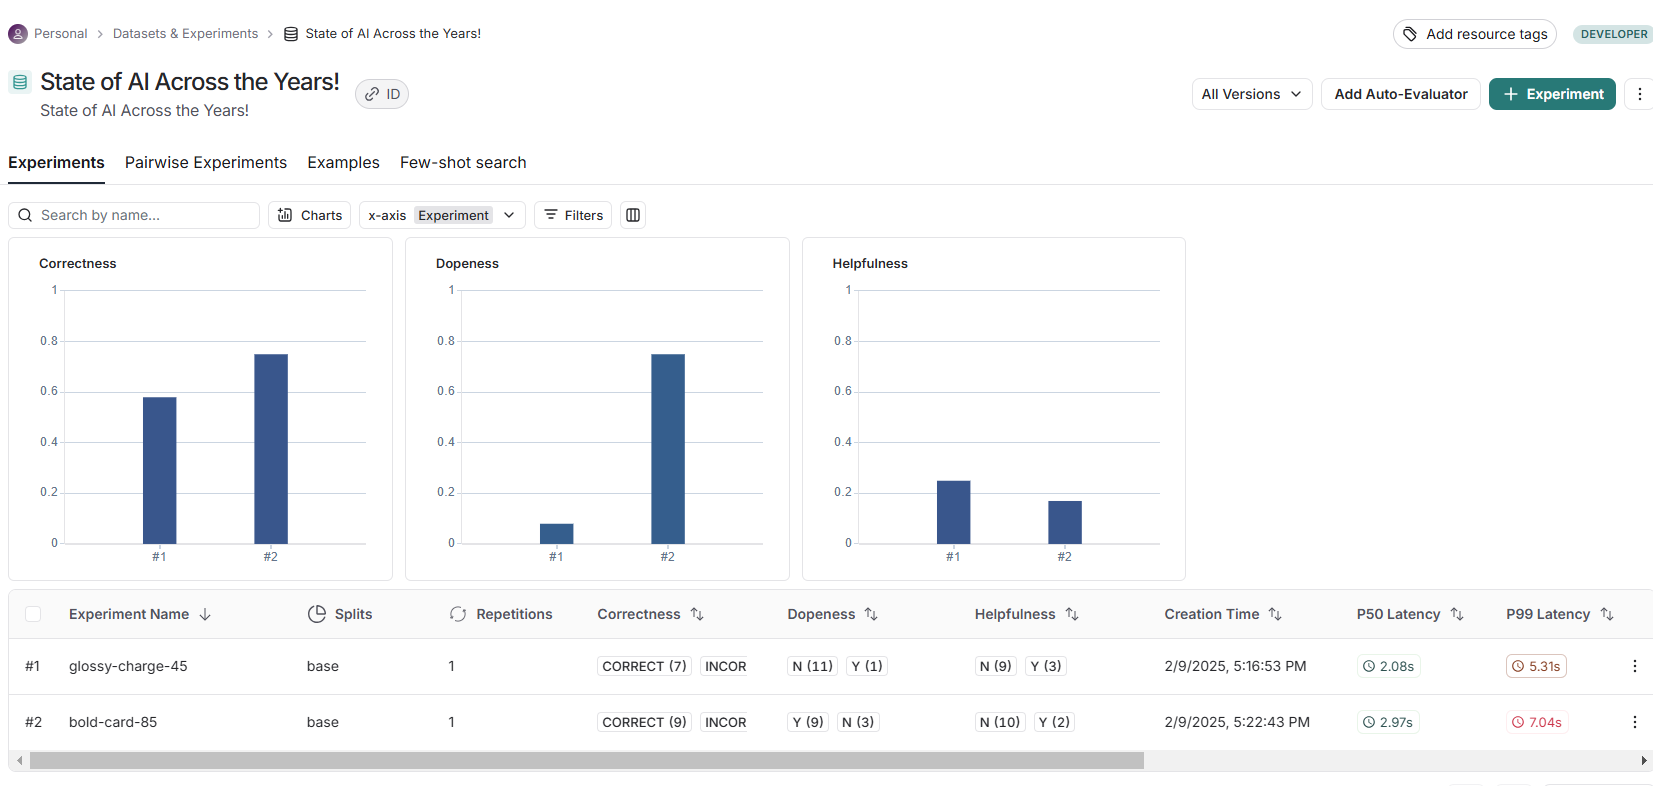 Personal > Datasets & Experiments > State of AI Across the Years!
Add resource tags
DEVELOPER
State of AI Across the Years!
ID
State of AI Across the Years!
All Versions
Add Auto-Evaluator
+ Experiment
Experiments Pairwise Experiments Examples Few-shot search
Search by name... Charts x-axis Experiment Filters
Correctness
1
0.8
0.6
0.4
0.2
0
#1 #2
Dopeness
1
0.8
0.6
0.4
0.2
0
#1 #2
Helpfulness
1
0.8
0.6
0.4
0.2
0
#1 #2
Experiment Name Splits Repetitions Correctness Dopeness Helpfulness Creation Time P50 Latency P99 Latency
#1 glossy-charge-45 base 1 CORRECT (7) INCOR N (11) Y (1) N (9) Y (3) 2/9/2025, 5:16:53 PM 2.08s 5.31s
#2 bold-card-85 base 1 CORRECT (9) INCOR Y (9) N (3) N (10) Y (2) 2/9/2025, 5:22:43 PM 2.97s 7.04s